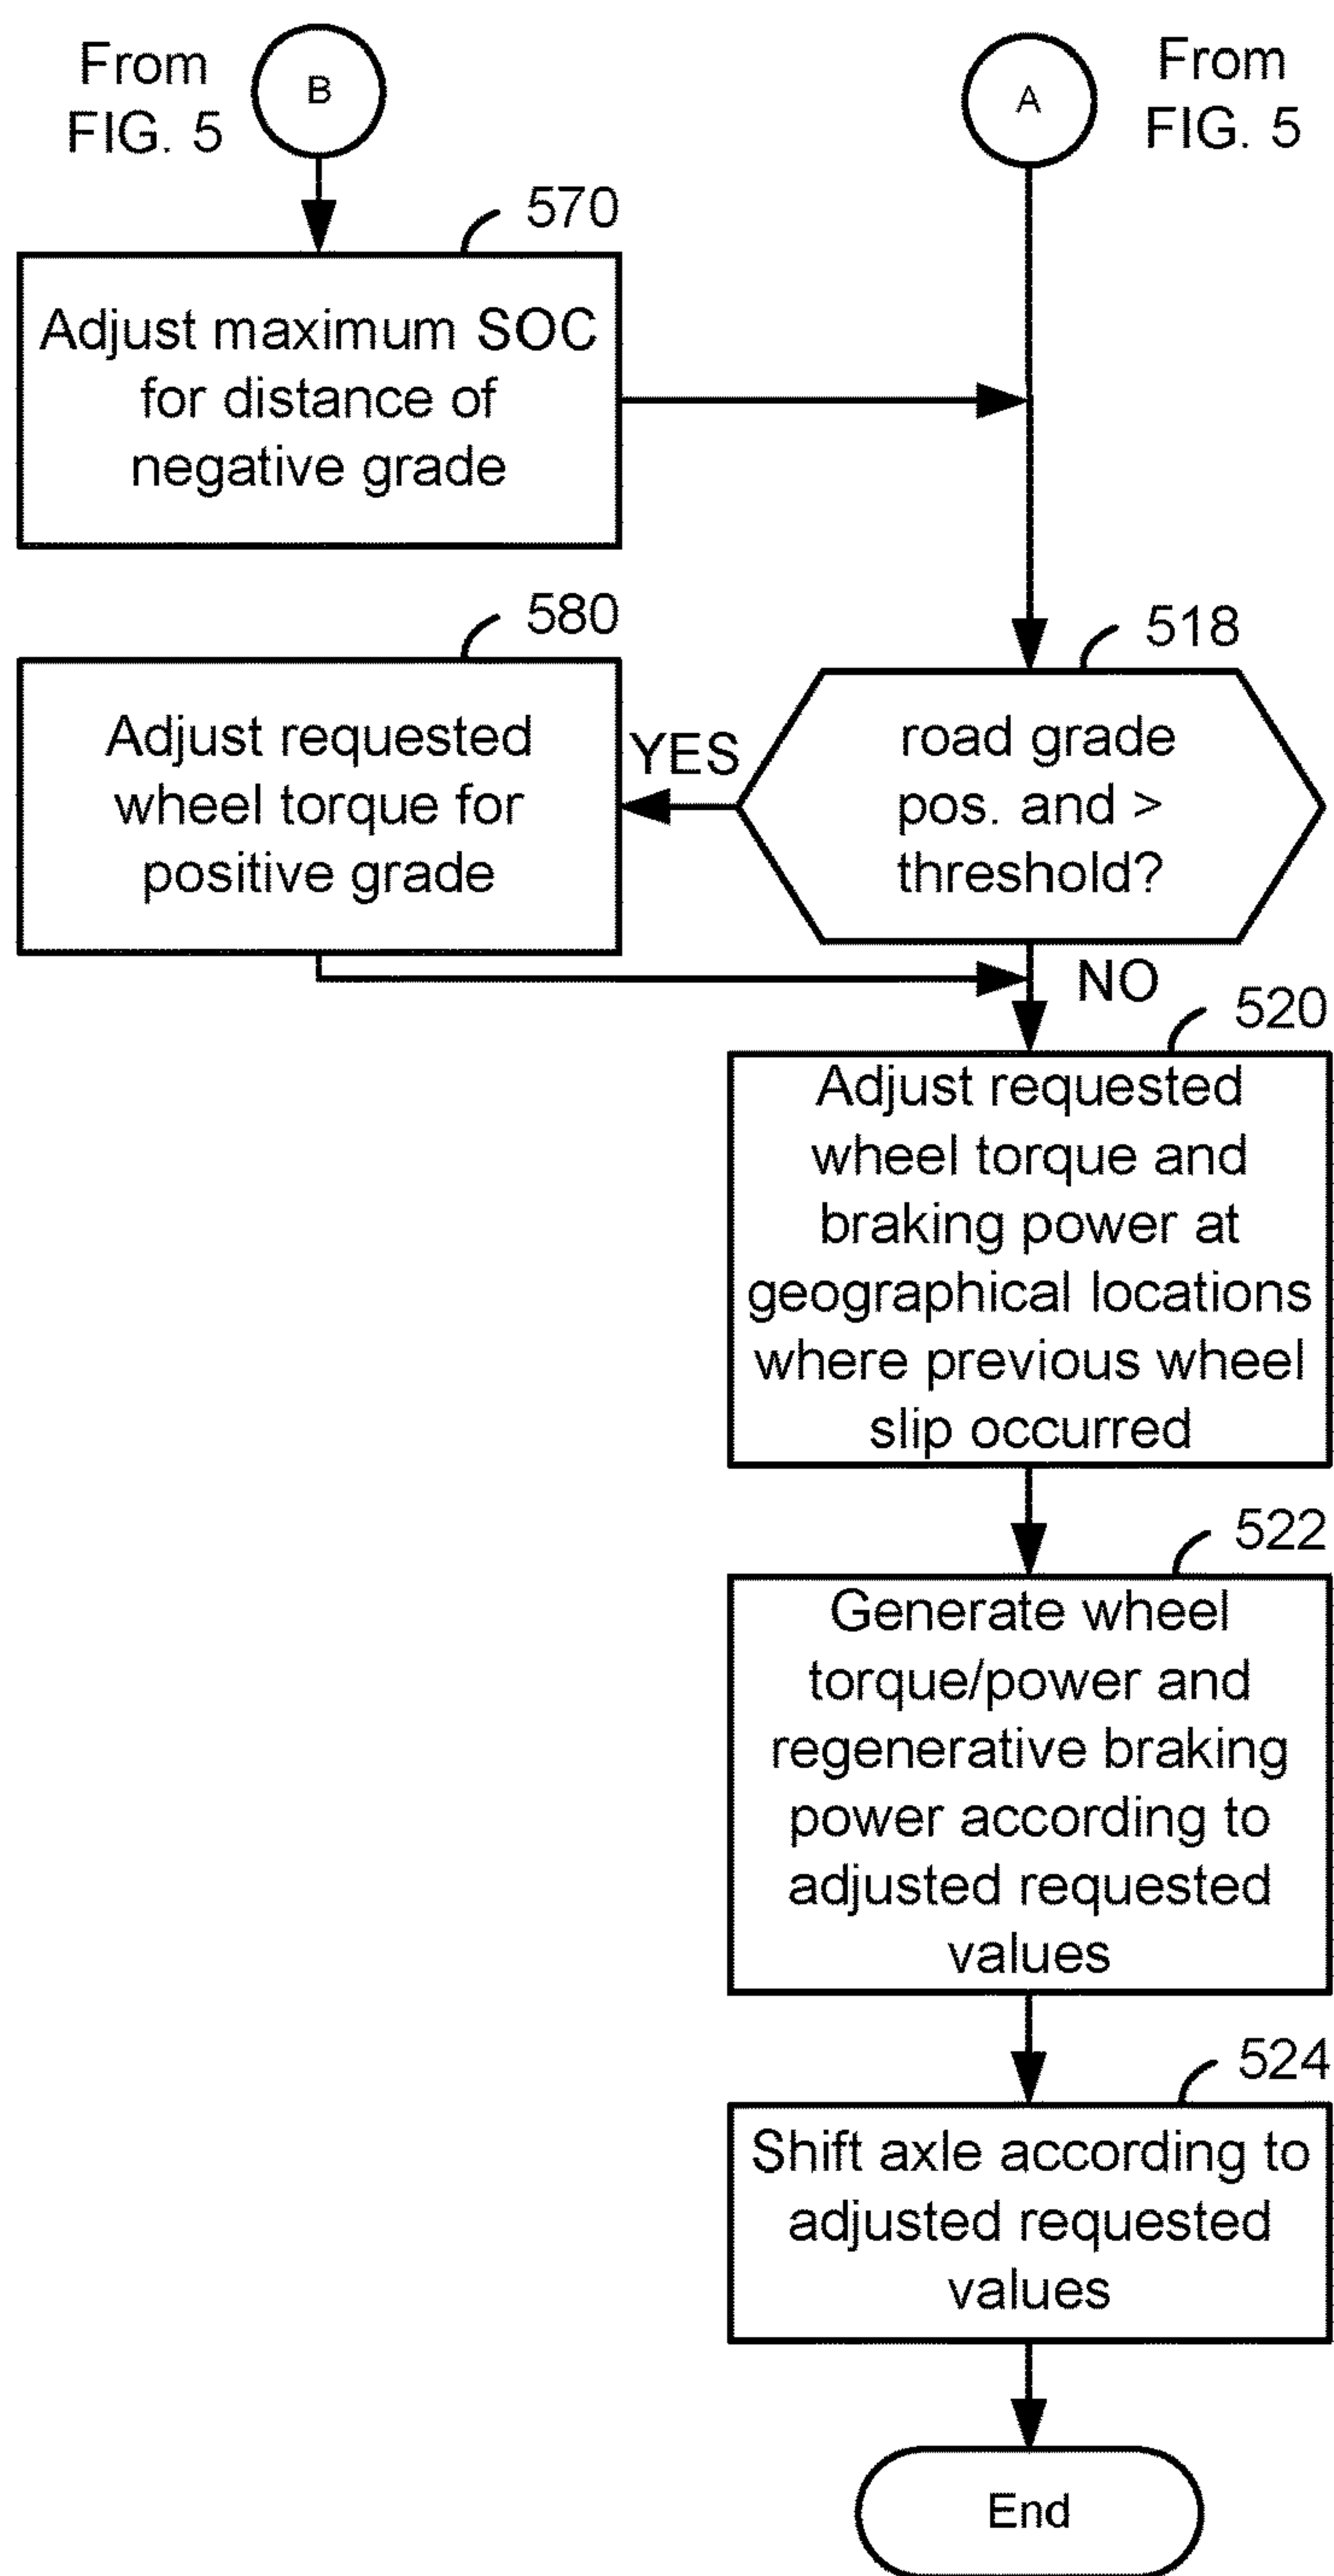 From
FIG. 5
B
A
From
FIG. 5
570
Adjust maximum SOC
for distance of
negative grade
580
Adjust requested
wheel torque for
positive grade
YES
518
road grade
pos. and >
threshold?
NO
520
Adjust requested
wheel torque and
braking power at
geographical locations
where previous wheel
slip occurred
522
Generate wheel
torque/power and
regenerative braking
power according to
adjusted requested
values
524
Shift axle according to
adjusted requested
values
End